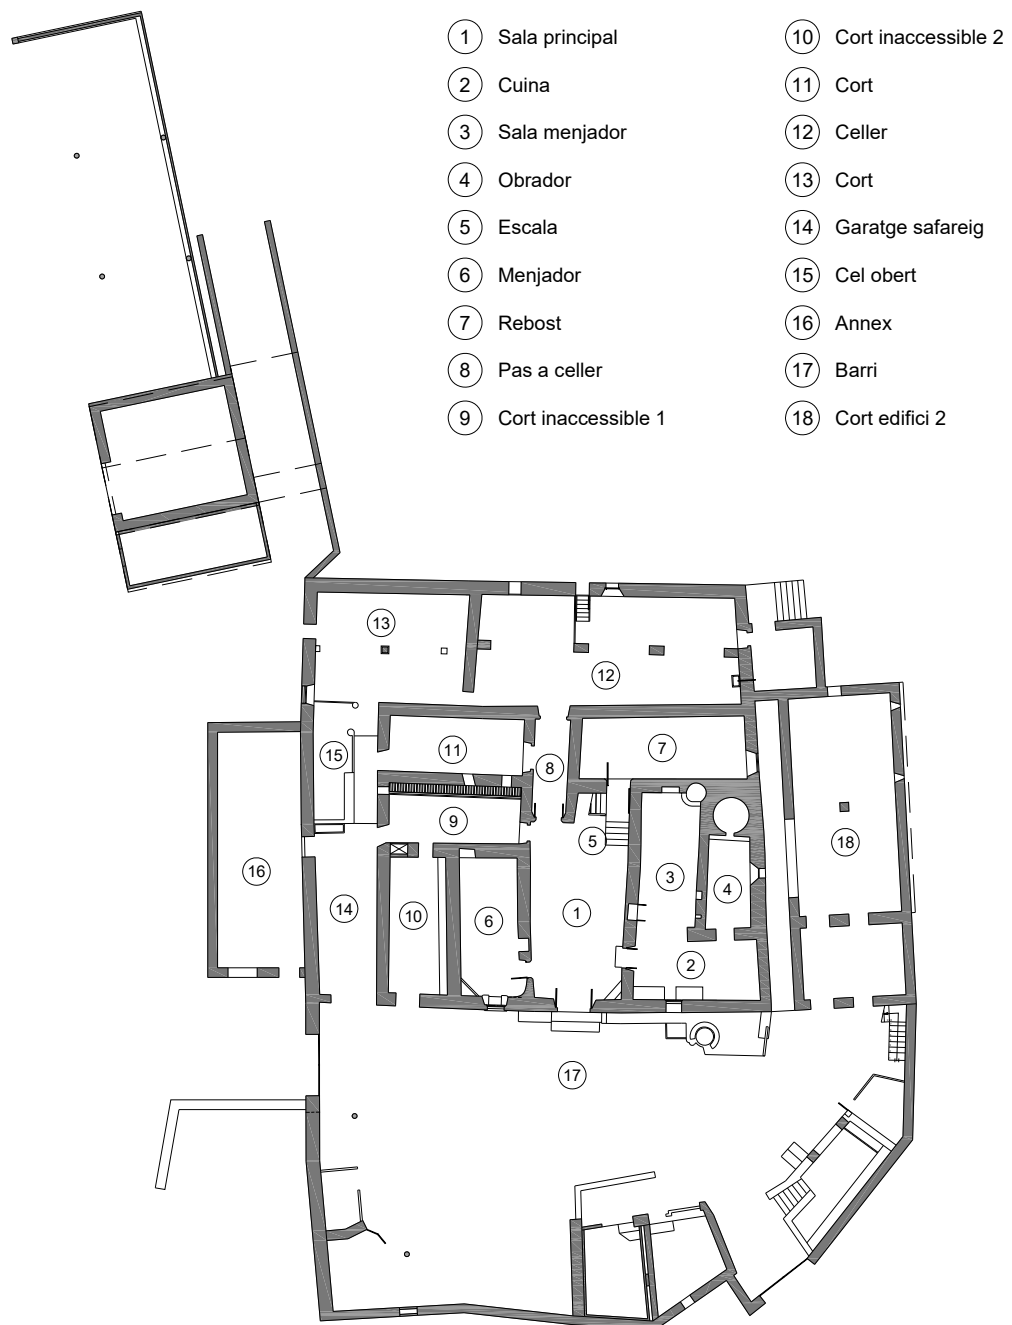 1 Sala principal
2 Cuina
3 Sala menjador
4 Obrador
5 Escala
6 Menjador
7 Rebost
8 Pas a celler
9 Cort inaccessible 1
10 Cort inaccessible 2
11 Cort
12 Celler
13 Cort
14 Garatge safareig
15 Cel obert
16 Annex
17 Barri
18 Cort edifici 2
13
12
15
11
7
8
9
5
18
16
3
4
14
10
6
1
2
17